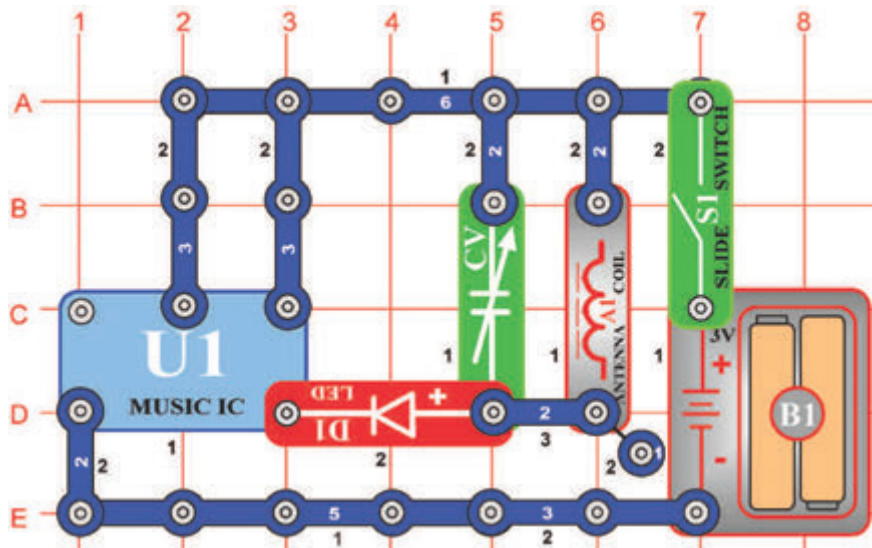 1 2 3 4 5 6 7 8
A
1
6
2 2 2 2 2 2 2
B
3 3
CV
S1
SLIDE SWITCH
C
U1
MUSIC IC
1
A1
ANTENNA COIL
1
1
3V
+
-
B1
D
D1
LED
+
2
3
1
2
2
2
1
2
E
5
3
1
2